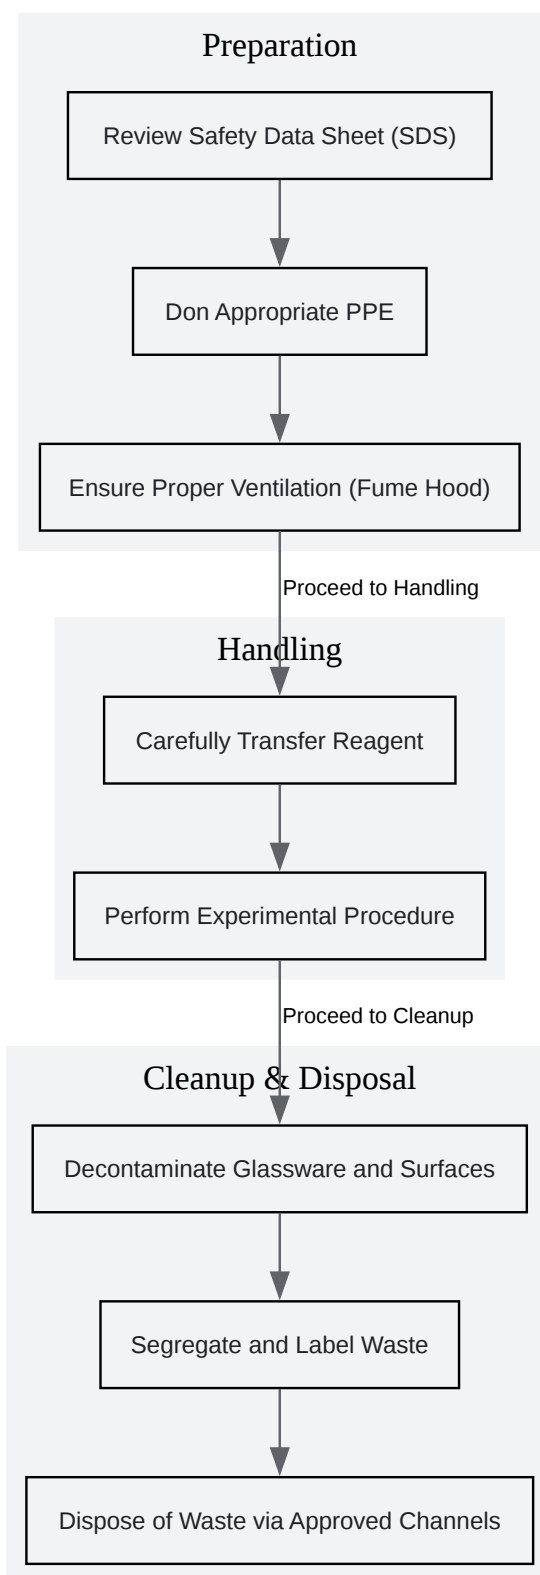 Preparation
Review Safety Data Sheet (SDS)
Don Appropriate PPE
Ensure Proper Ventilation (Fume Hood)
Proceed to Handling
Handling
Carefully Transfer Reagent
Perform Experimental Procedure
Proceed to Cleanup
Cleanup & Disposal
Decontaminate Glassware and Surfaces
Segregate and Label Waste
Dispose of Waste via Approved Channels